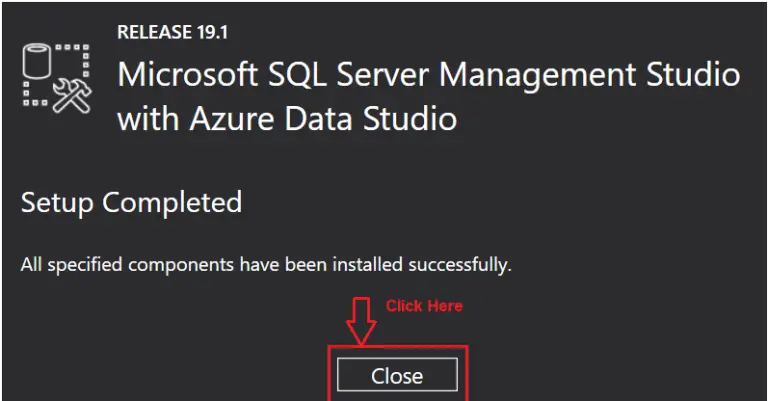 RELEASE 19.1
Microsoft SQL Server Management Studio
with Azure Data Studio
Setup Completed
All specified components have been installed successfully.
Click Here
Close